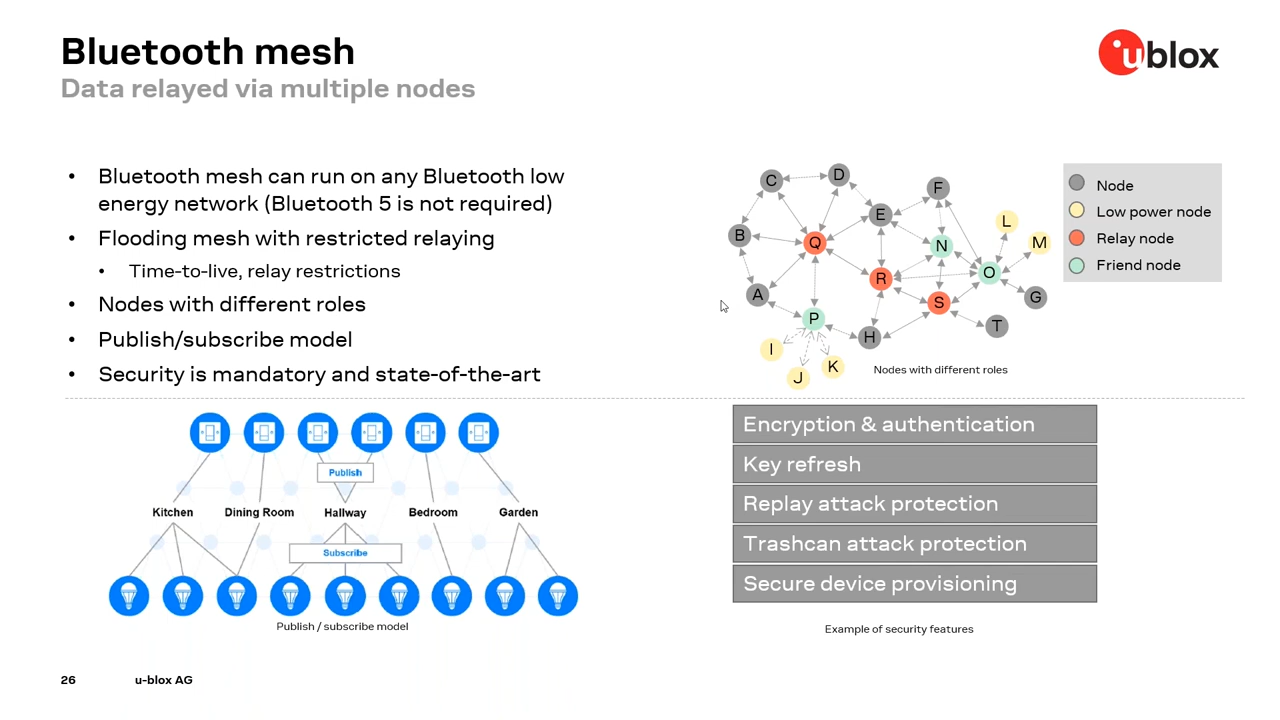 Bluetooth mesh
Data relayed via multiple nodes
ublox
• Bluetooth mesh can run on any Bluetooth low
energy network (Bluetooth 5 is not required)
• Flooding mesh with restricted relaying
• Time-to-live, relay restrictions
• Nodes with different roles
• Publish/subscribe model
• Security is mandatory and state-of-the-art
C
D
F
E
L
B
Q
N
M
R
O
A
S
G
P
T
H
I
K
J
Nodes with different roles
Node
Low power node
Relay node
Friend node
Publish
Kitchen Dining Room Hallway Bedroom Garden
Subscribe
Publish / subscribe model
Encryption & authentication
Key refresh
Replay attack protection
Trashcan attack protection
Secure device provisioning
Example of security features
26 u-blox AG